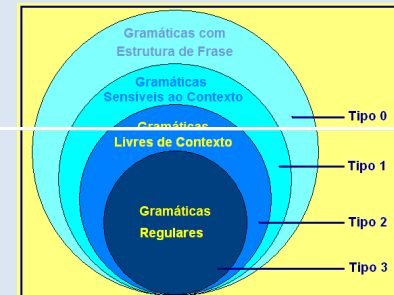 Gramáticas com
Estrutura de Frase
Gramáticas
Sensíveis ao Contexto
Tipo 0
Gramáticas
Livres de Contexto
Tipo 1
Gramáticas
Regulares
Tipo 2
Tipo 3